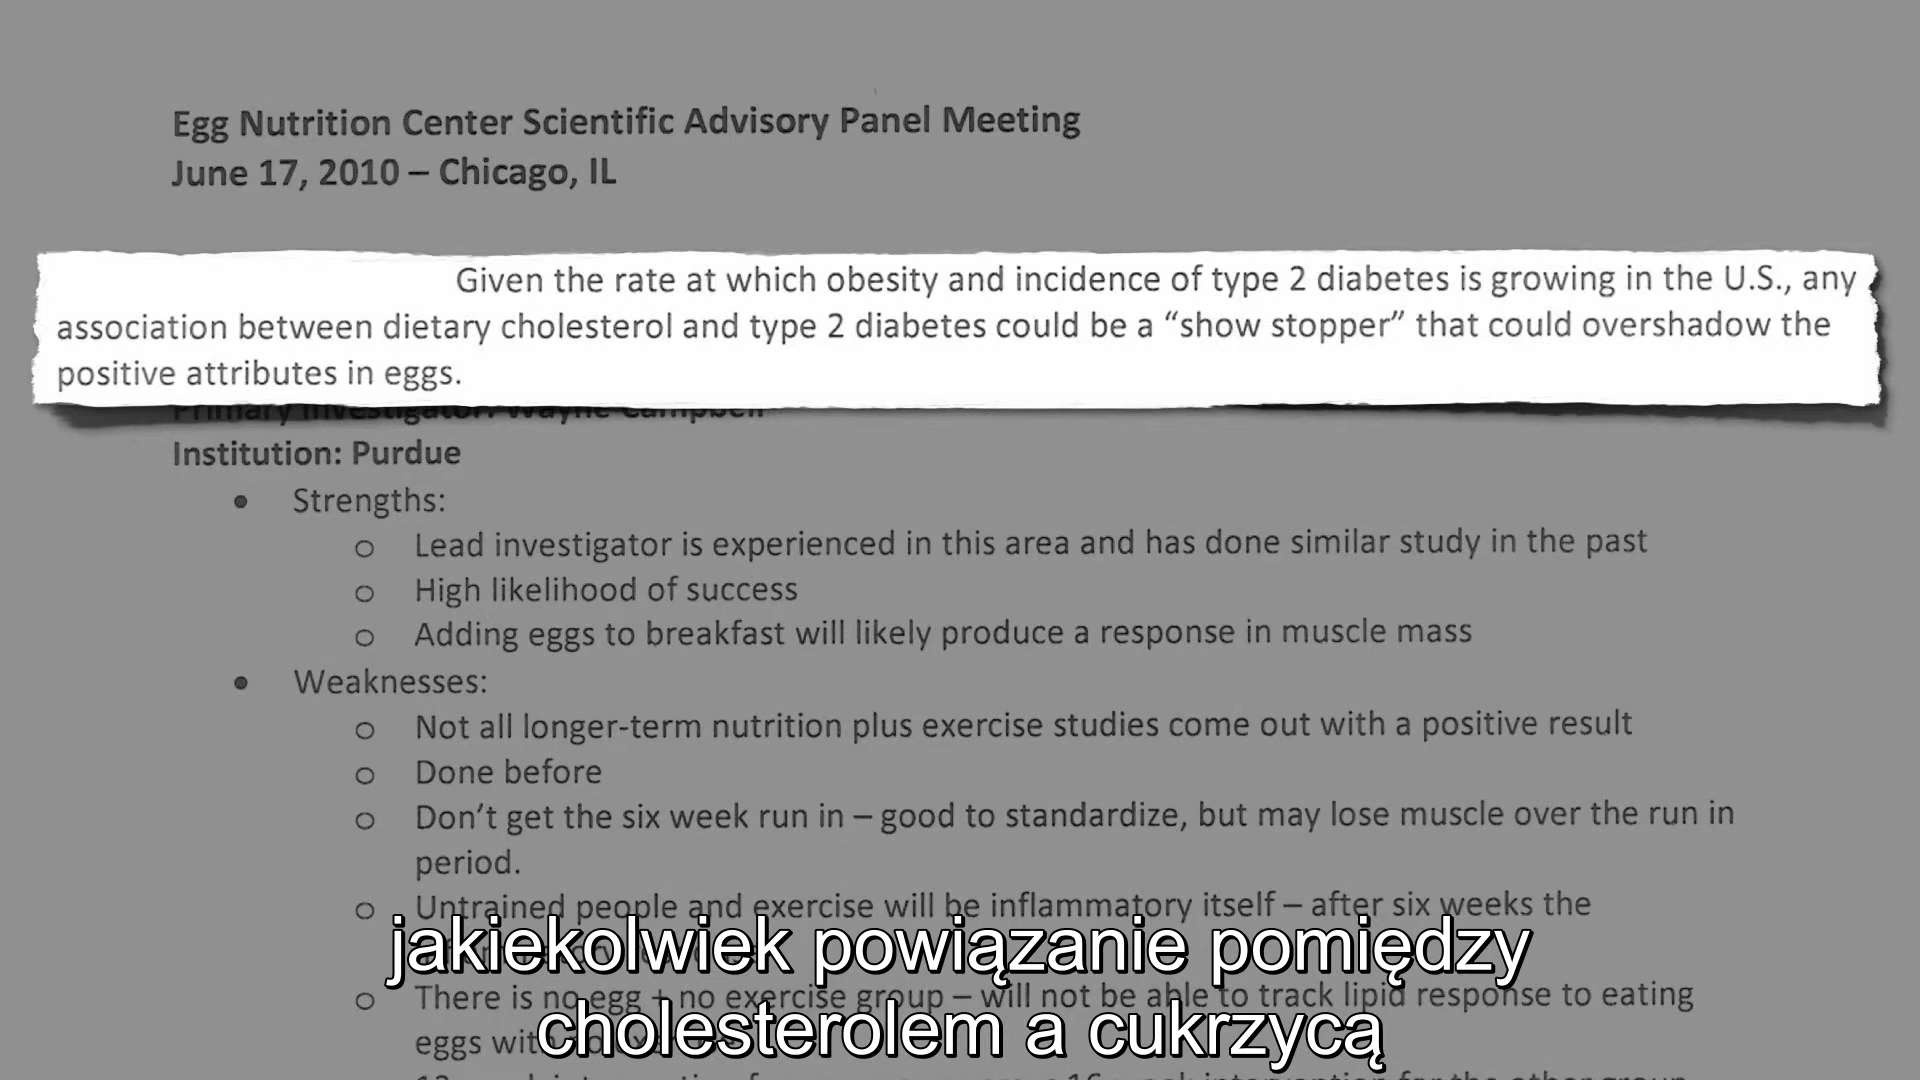 Egg Nutrition Center Scientific Advisory Panel Meeting
June 17, 2010 – Chicago, IL
Given the rate at which obesity and incidence of type 2 diabetes is growing in the U.S., any
association between dietary cholesterol and type 2 diabetes could be a “show stopper” that could overshadow the
positive attributes in eggs.
Primary Investigator: Wayne Campbell
Institution: Purdue
• Strengths:
o Lead investigator is experienced in this area and has done similar study in the past
o High likelihood of success
o Adding eggs to breakfast will likely produce a response in muscle mass
• Weaknesses:
o Not all longer-term nutrition plus exercise studies come out with a positive result
o Done before
o Don’t get the six week run in – good to standardize, but may lose muscle over the run in
period.
o Untrained people and exercise will be inflammatory itself – after six weeks the
o There is no egg + no exercise group – will not be able to track lipid response to eating
eggs
jakiekolwiek powiązanie pomiędzy
cholesterolem a cukrzycą